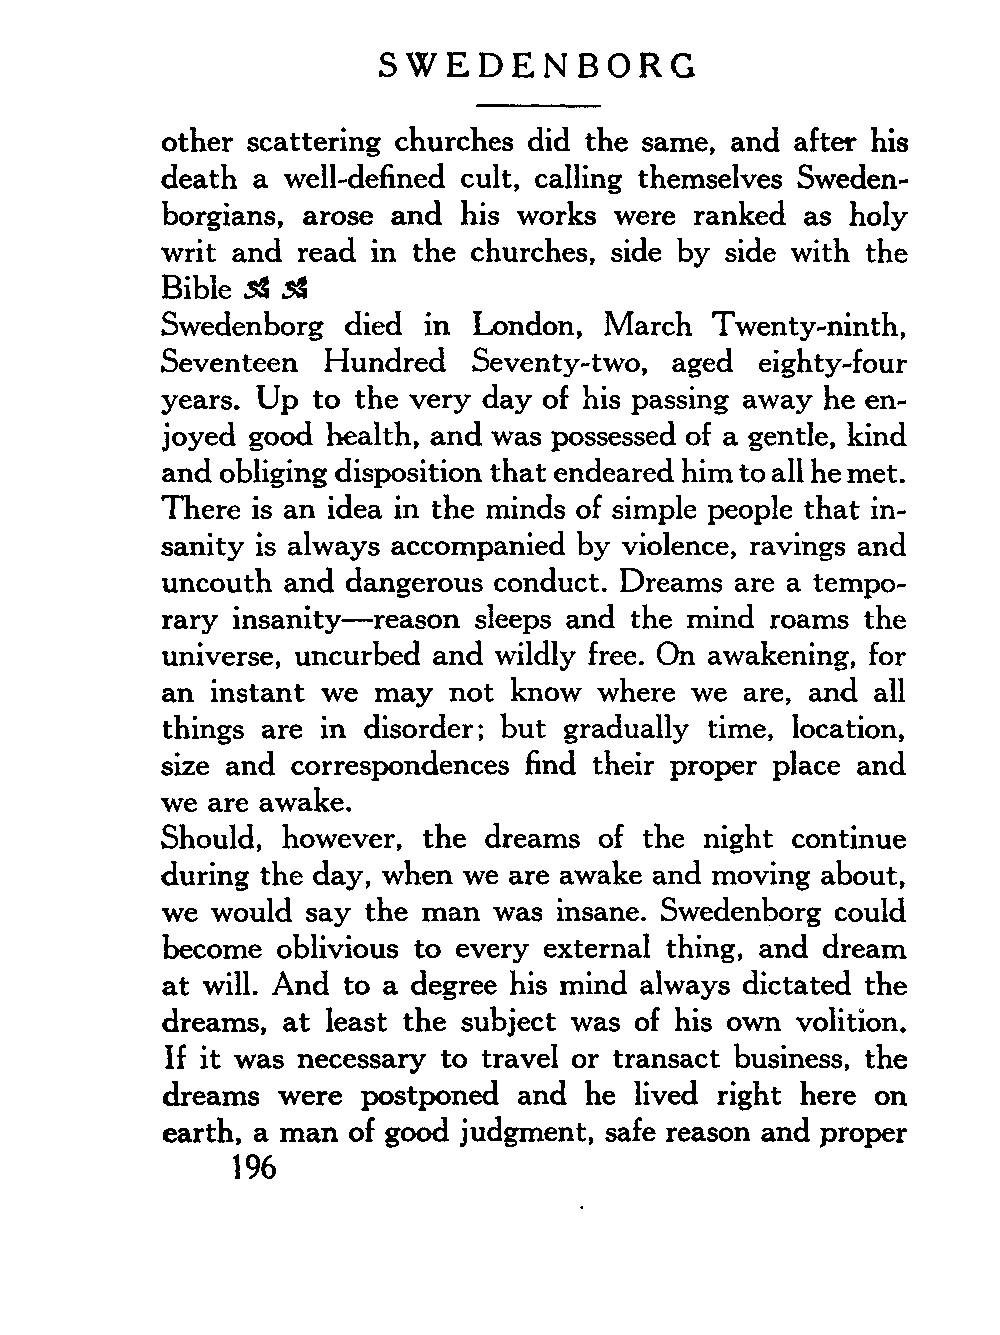 SWEDENBORG
other scattering churches did the same, and after his
death a well-defined cult, calling themselves Sweden-
borgians, arose and his works were ranked as holy
writ and read in the churches, side by side with the
Bible
Swedenborg died in London, March Twenty-ninth,
Seventeen Hundred Seventy-two, aged eighty-four
years. Up to the very day of his passing away he en-
joyed good health, and was possessed of a gentle, kind
and obliging disposition that endeared him to all he met.
There is an idea in the minds of simple people that in-
sanity is always accompanied by violence, ravings and
uncouth and dangerous conduct. Dreams are a tempo-
rary insanity—reason sleeps and the mind roams the
universe, uncurbed and wildly free. On awakening, for
an instant we may not know where we are, and all
things are in disorder; but gradually time, location,
size and correspondences find their proper place and
we are awake.
Should, however, the dreams of the night continue
during the day, when we are awake and moving about,
we would say the man was insane. Swedenborg could
become oblivious to every external thing, and dream
at will. And to a degree his mind always dictated the
dreams, at least the subject was of his own volition.
If it was necessary to travel or transact business, the
dreams were postponed and he lived right here on
earth, a man of good judgment, safe reason and proper
196